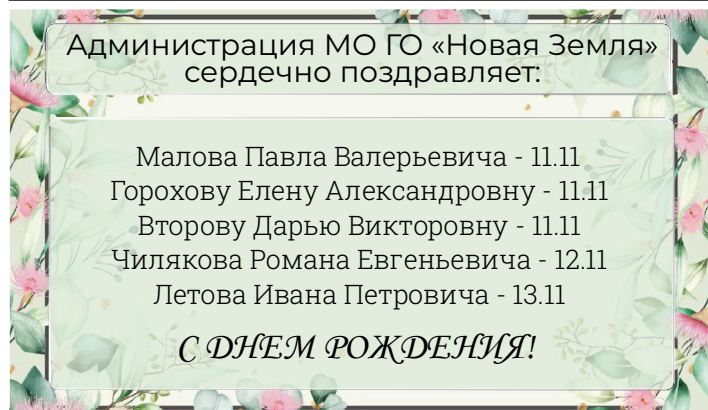 Администрация МО ГО «Новая Земля»
сердечно поздравляет:
Малова Павла Валерьевича - 11.11
Горохову Елену Александровну - 11.11
Второву Дарью Викторовну - 11.11
Чилякова Романа Евгеньевича - 12.11
Летова Ивана Петровича - 13.11
С ДНЕМ РОЖДЕНИЯ!